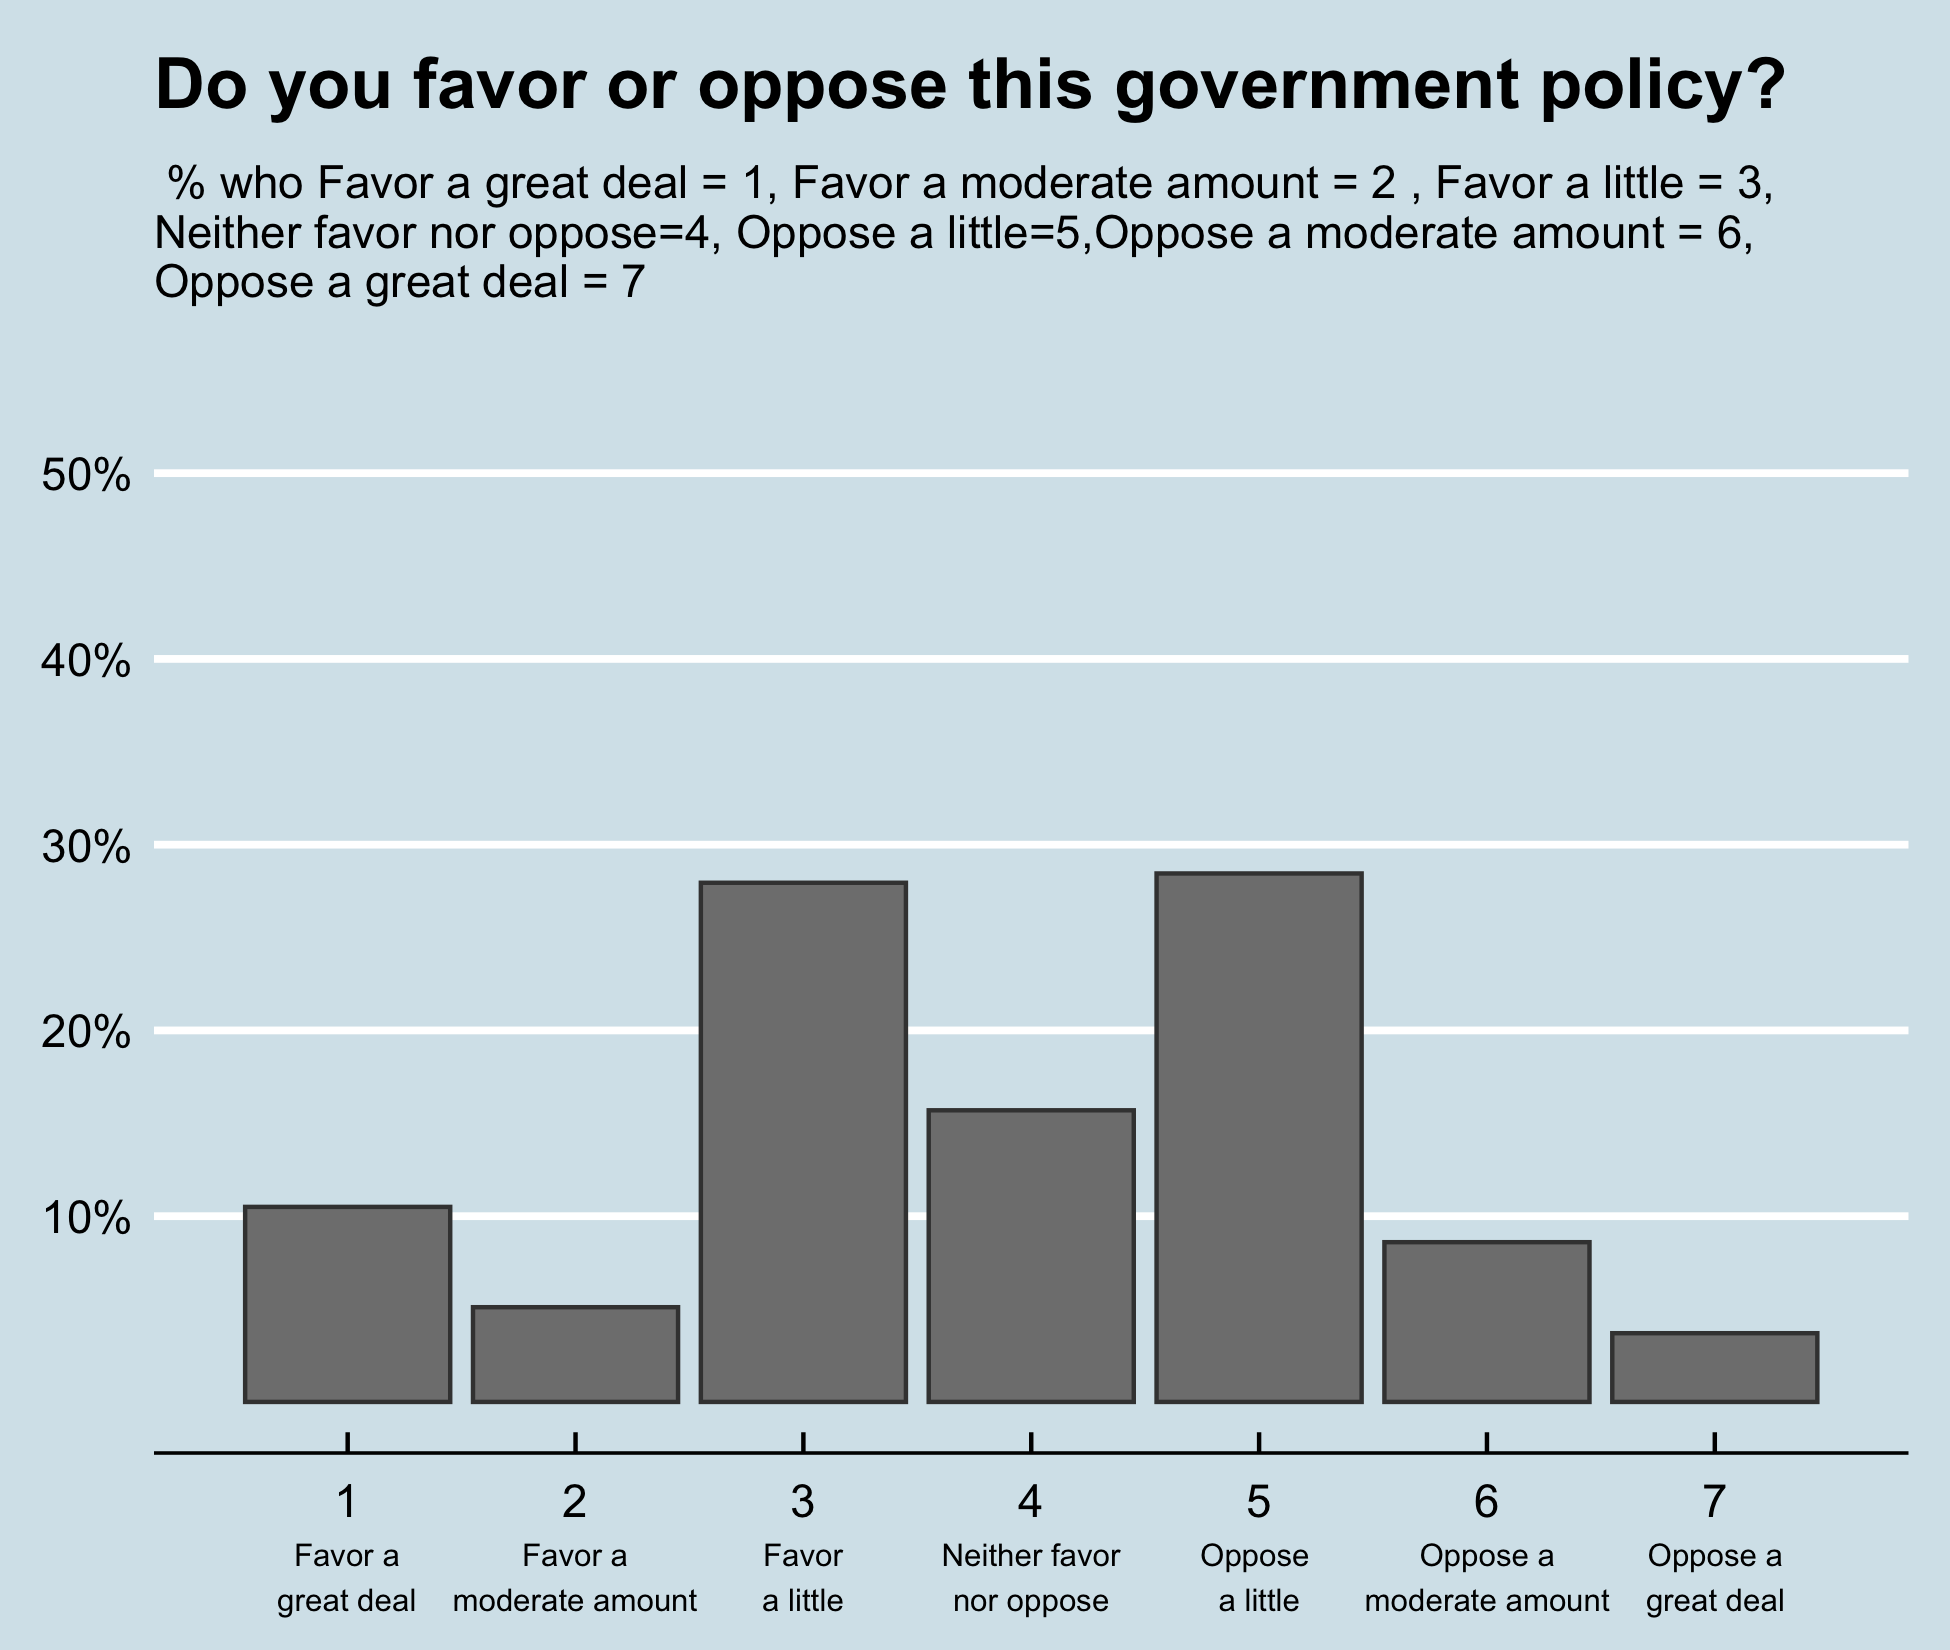 Do you favor or oppose this government policy?
% who Favor a great deal = 1, Favor a moderate amount = 2 , Favor a little = 3,
Neither favor nor oppose=4, Oppose a little=5,Oppose a moderate amount = 6,
Oppose a great deal = 7
50%
40%
30%
20%
10%
1 2 3 4 5 6 7
Favor a Favor a Favor Neither favor Oppose Oppose a Oppose a
great deal moderate amount a little nor oppose a little moderate amount great deal